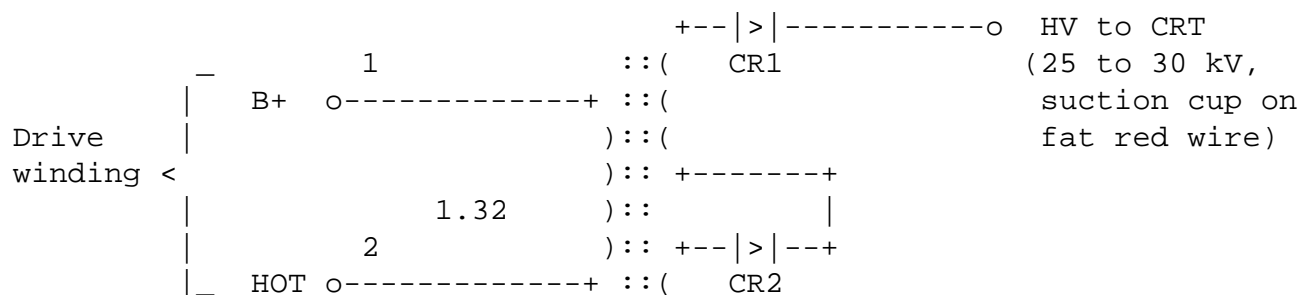 +--|>|-----------o HV to CRT
_ 1 ::( CR1 (25 to 30 kV,
| B+ o-------------+ ::( suction cup on
Drive | )::( fat red wire)
winding < ):: +-------+
| 1.32 ):: |
| 2 ):: +--|>|--+
|_ HOT o-------------+ ::( CR2